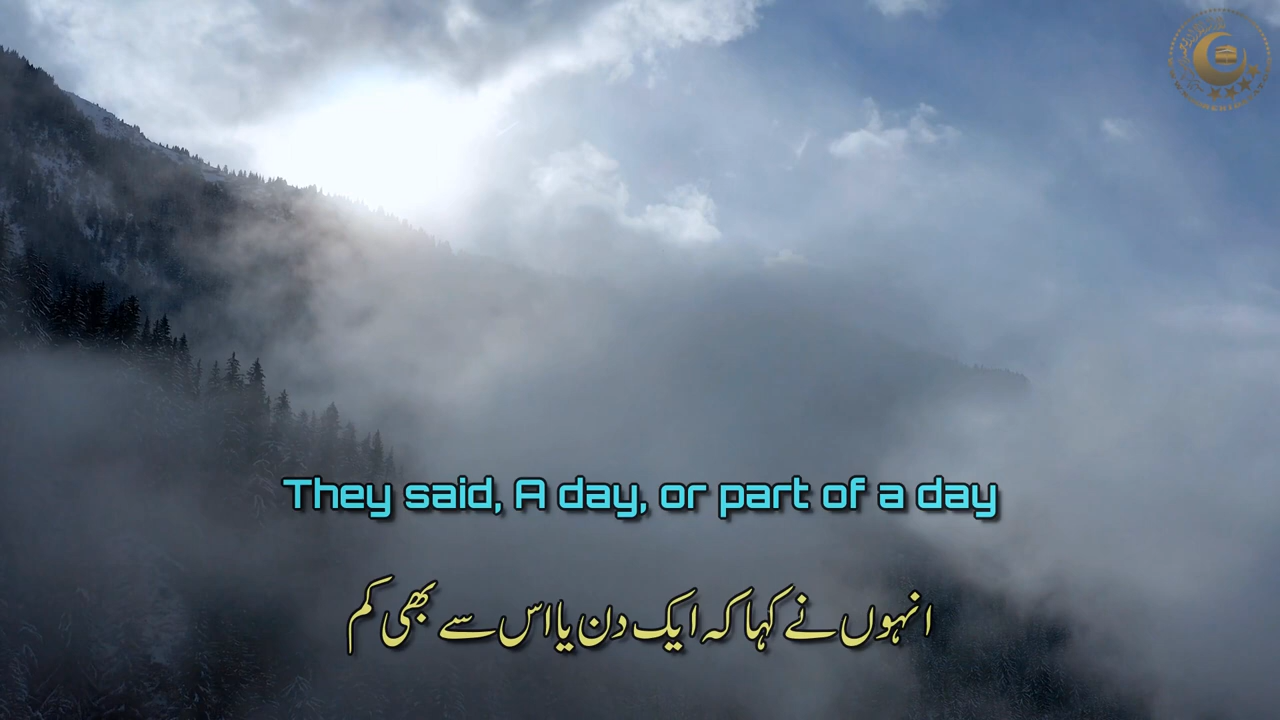 They said, A day, or part of a day
انہوں نے کہا کہ ایک دن یا اس سے بھی کم